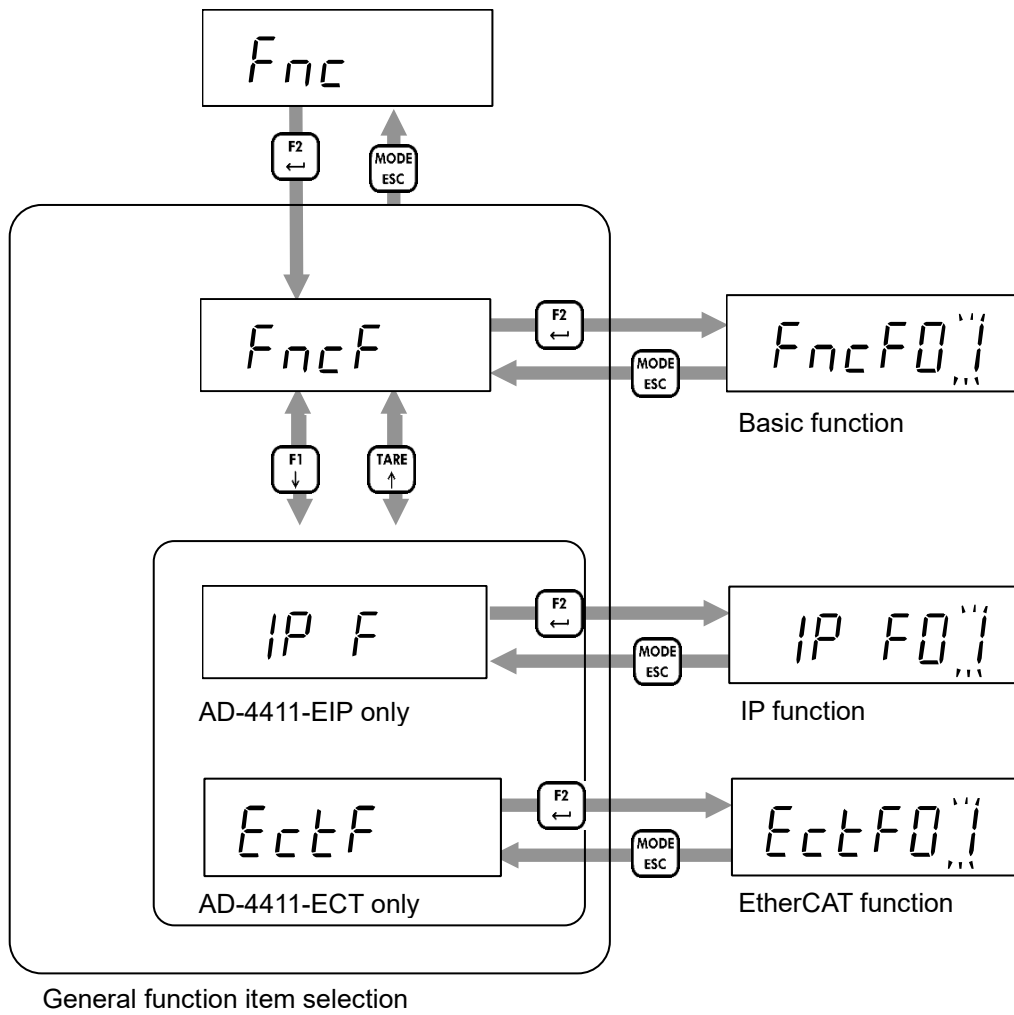 Fnc
F2
←
MODE
ESC
FncF
F2
←
MODE
ESC
FncF01
Basic function
F1
↓
TARE
↑
IP F
F2
←
MODE
ESC
IP F01
AD-4411-EIP only
IP function
EctF
F2
←
MODE
ESC
EctF01
AD-4411-ECT only
EtherCAT function
General function item selection